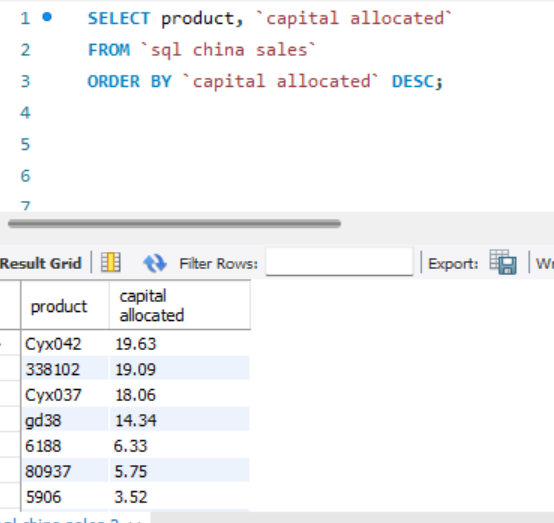 1 SELECT product, `capital allocated`
2 FROM `sql china sales`
3 ORDER BY `capital allocated` DESC;
4
5
6
7
Result Grid Filter Rows: Export:
product capital allocated
Cyx042 19.63
338102 19.09
Cyx037 18.06
gd38 14.34
6188 6.33
80937 5.75
5906 3.52